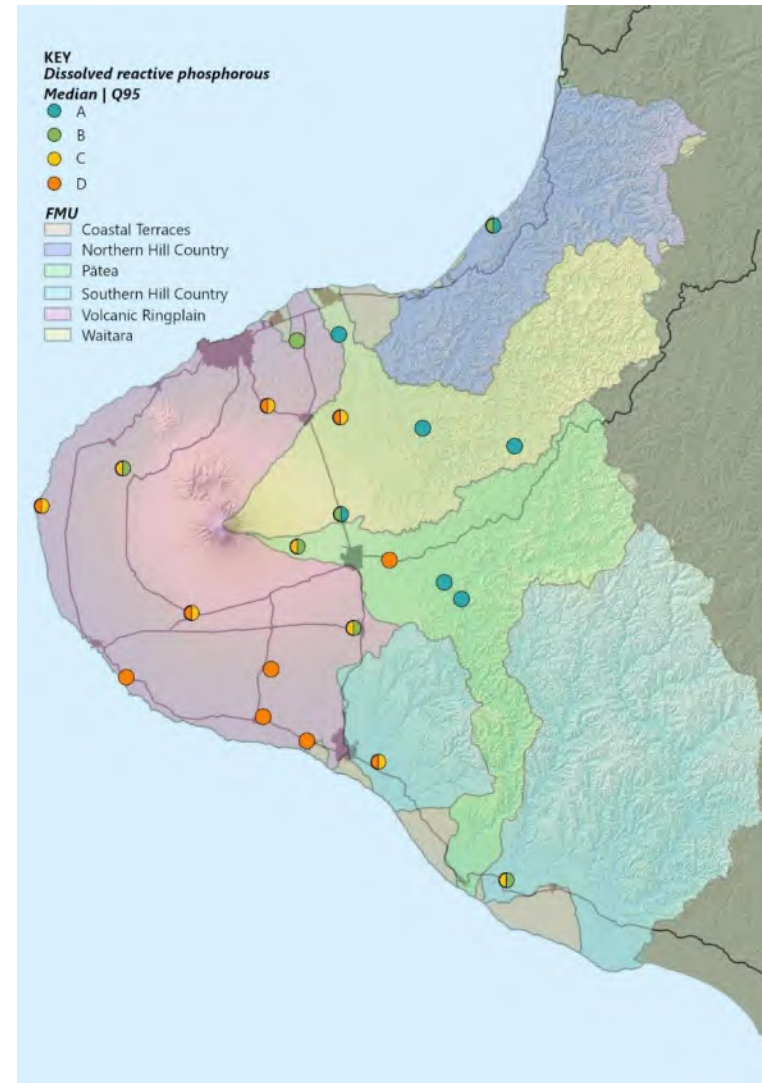 KEY
Dissolved reactive phosphorous
Median | Q95
A
B
C
D
FMU
Coastal Terraces
Northern Hill Country
Pātea
Southern Hill Country
Volcanic Ringplain
Waitara